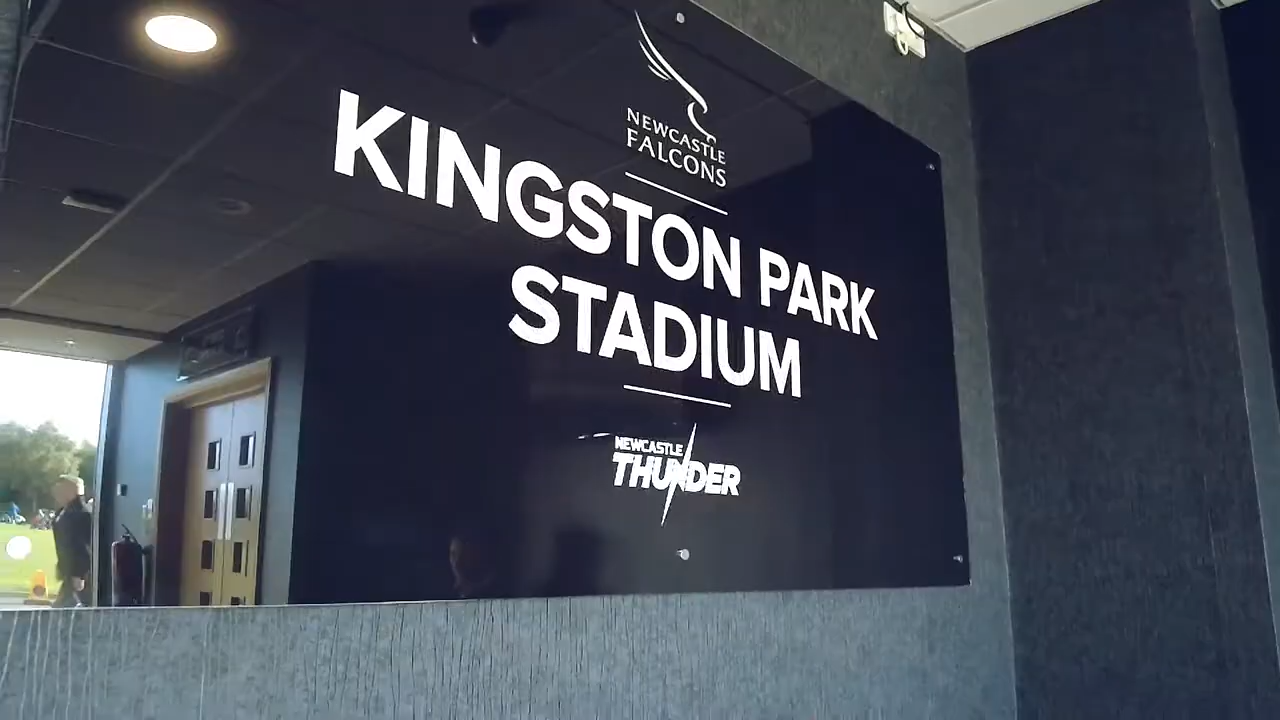 NEWCASTLE
FALCONS
KINGSTON PARK
STADIUM
NEWCASTLE
THUNDER